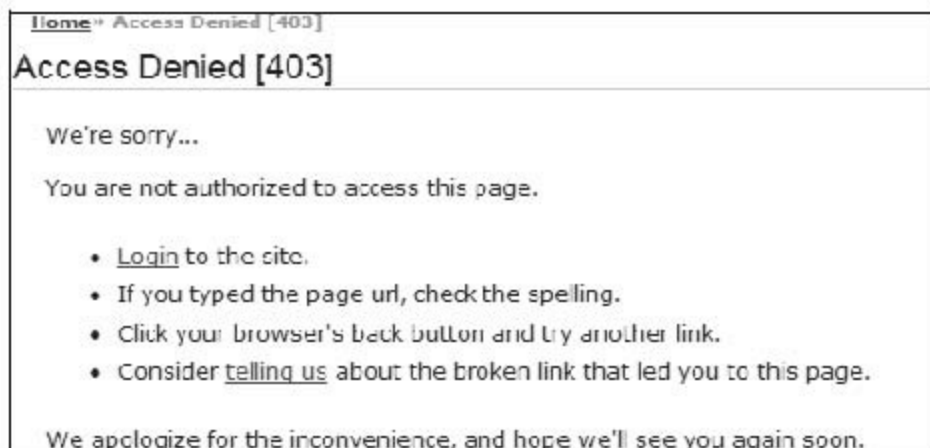 Home» Access Denied [403]
Access Denied [403]
We're sorry...
You are not authorized to access this page.
• Login to the site.
• If you typed the page url, check the spelling.
• Click your browser's back button and try another link.
• Consider telling us about the broken link that led you to this page.
We apologize for the inconvenience, and hope we'll see you again soon.